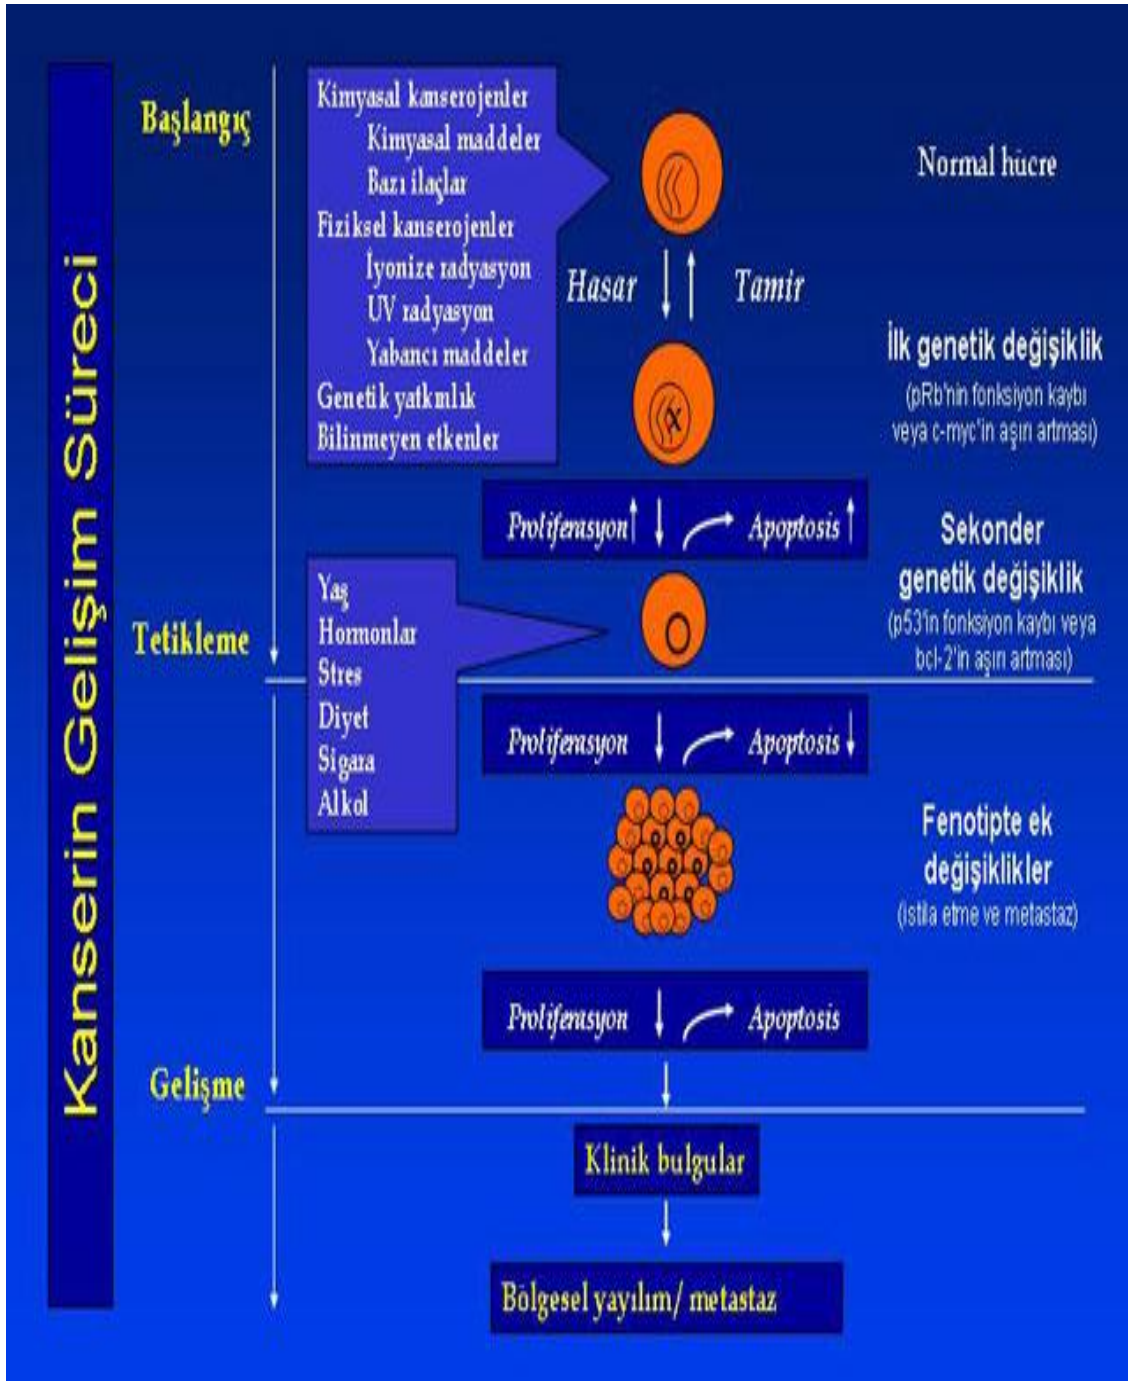 Kanserin Gelişim Süreci
Başlangıç
Kimyasal kanserojenler
Kimyasal maddeler
Bazı ilaçlar
Fiziksel kanserojenler
İyonize radyasyon
UV radyasyon
Yabancı maddeler
Genetik yatkınlık
Bilinmeyen etkenler
Normal hücre
Hasar
Tamir
İlk genetik değişiklik
(pRb'nin fonksiyon kaybı
veya c-myc'in aşırı artması)
x
Proliferasyon
Apoptosis
Sekonder
genetik değişiklik
(p53'in fonksiyon kaybı veya
bcl-2'in aşırı artması)
Tetikleme
Yaş
Hormonlar
Stres
Diyet
Sigara
Alkol
Proliferasyon
Apoptosis
Fenotipte ek
değişiklikler
(istila etme ve metastaz)
Proliferasyon
Apoptosis
Gelişme
Klinik bulgular
Bölgesel yayılım/ metastaz